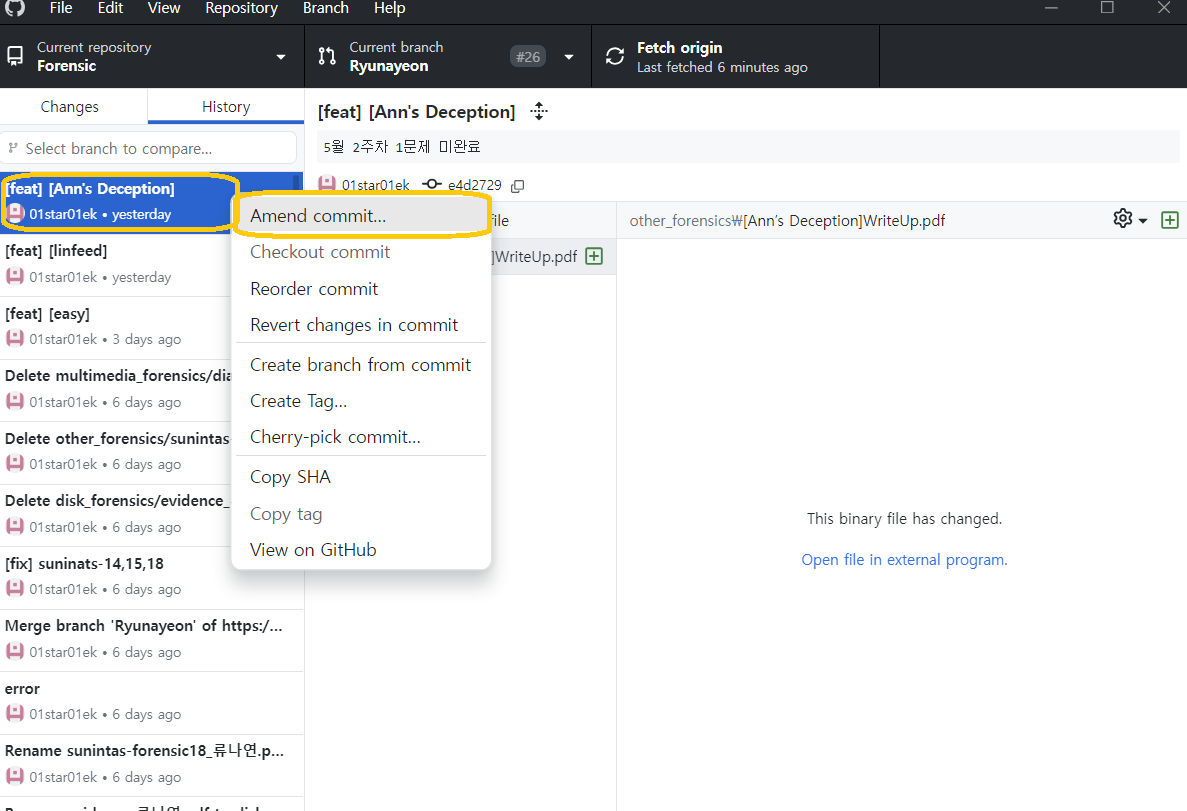 File Edit View Repository Branch Help
Current repository
Forensic
Current branch
Ryunayeon
#26
Fetch origin
Last fetched 6 minutes ago
Changes
History
Select branch to compare...
[feat] [Ann's Deception]
01star01ek • yesterday
[feat] [linfeed]
01star01ek • yesterday
[feat] [easy]
01star01ek • 3 days ago
Delete multimedia_forensics/dia
01star01ek • 6 days ago
Delete other_forensics/sunintas-
01star01ek • 6 days ago
Delete disk_forensics/evidence_
01star01ek • 6 days ago
[fix] suninats-14,15,18
01star01ek • 6 days ago
Merge branch 'Ryunayeon' of https:/...
01star01ek • 6 days ago
error
01star01ek • 6 days ago
Rename sunintas-forensic18_류나연.p...
01star01ek • 6 days ago
Amend commit...
Checkout commit
Reorder commit
Revert changes in commit
Create branch from commit
Create Tag...
Cherry-pick commit...
Copy SHA
Copy tag
View on GitHub
[feat] [Ann's Deception]
5월 2주차 1문제 미완료
01star01ek e4d2729
file
]WriteUp.pdf
other_forensics₩[Ann's Deception]WriteUp.pdf
This binary file has changed.
Open file in external program.